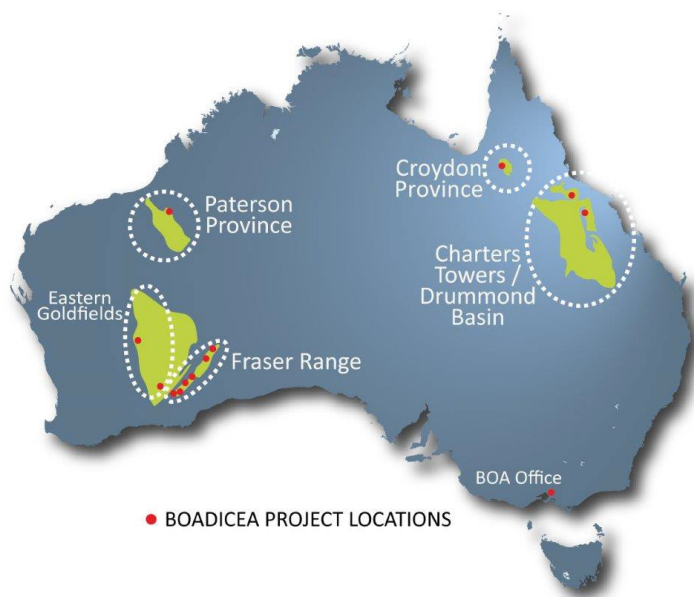 Croydon
Province
Paterson
Province
Charters
Towers /
Drummond
Basin
Eastern
Goldfields
Fraser Range
BOA Office
BOADICEA PROJECT LOCATIONS